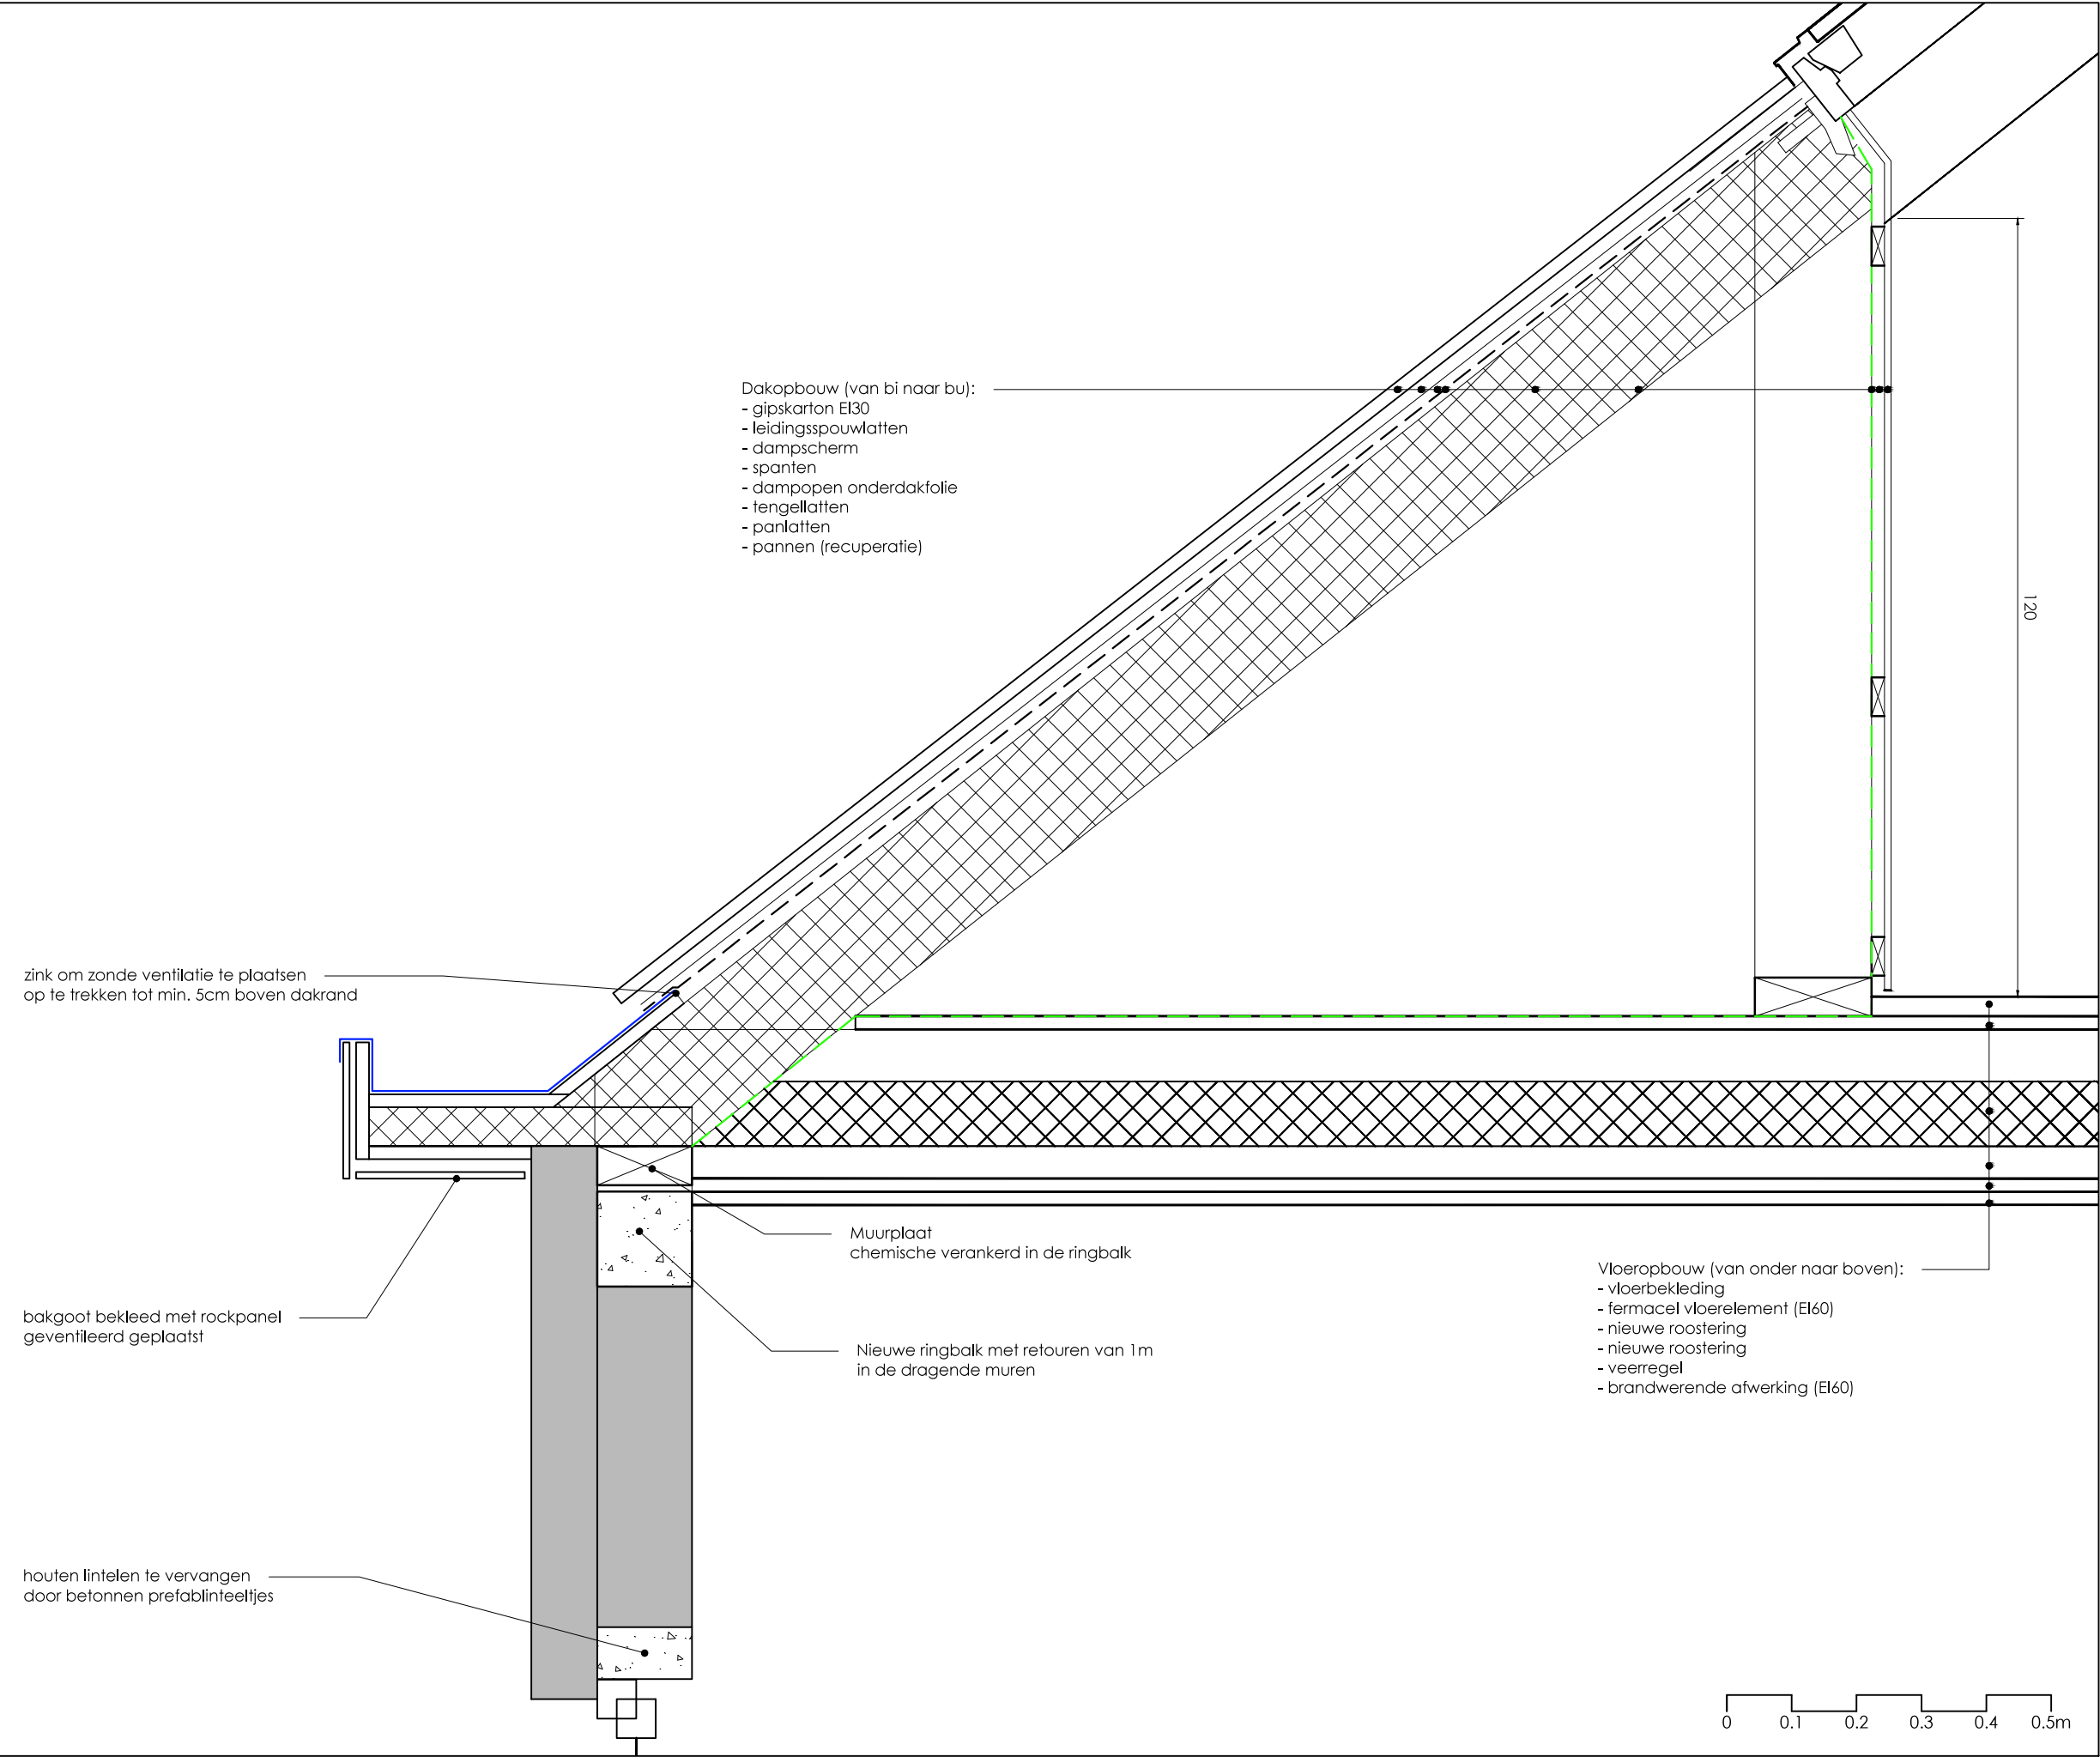 Dakopbouw (van bi naar bu):
- gipskarton EI30
- leidingsspouwlatten
- dampscherm
- spanten
- dampopen onderdakfolie
- tengellatten
- panlatten
- pannen (recuperatie)
120
zink om zonde ventilatie te plaatsen
op te trekken tot min. 5cm boven dakrand
Muurplaat
chemische verankerd in de ringbalk
Vloeropbouw (van onder naar boven):
- vloerbekleding
- fermacel vloerelement (EI60)
- nieuwe roostering
- nieuwe roostering
- veerregel
- brandwerende afwerking (EI60)
bakgoot bekleed met rockpanel
geventileerd geplaatst
Nieuwe ringbalk met retouren van 1m
in de dragende muren
houten lintelen te vervangen
door betonnen prefablinteeltjes
0 0.1 0.2 0.3 0.4 0.5m